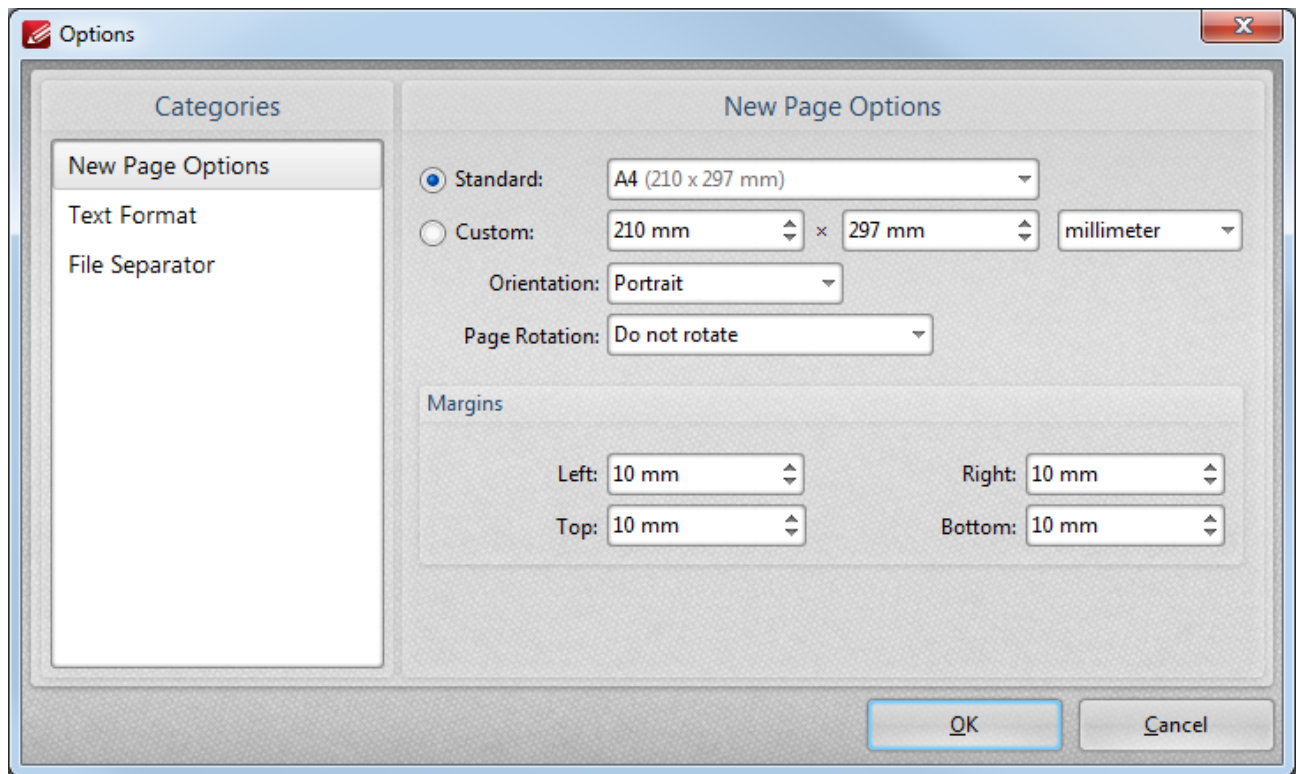 Options
Categories
New Page Options
Text Format
File Separator
New Page Options
Standard: A4 (210 x 297 mm)
Custom: 210 mm × 297 mm millimeter
Orientation: Portrait
Page Rotation: Do not rotate
Margins
Left: 10 mm Right: 10 mm
Top: 10 mm Bottom: 10 mm
OK Cancel